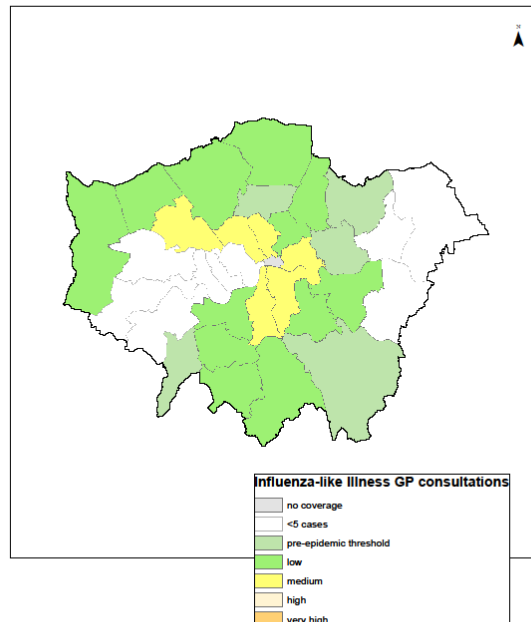 N
Influenza-like Illness GP consultations
no coverage
<5 cases
pre-epidemic threshold
low
medium
high
very high